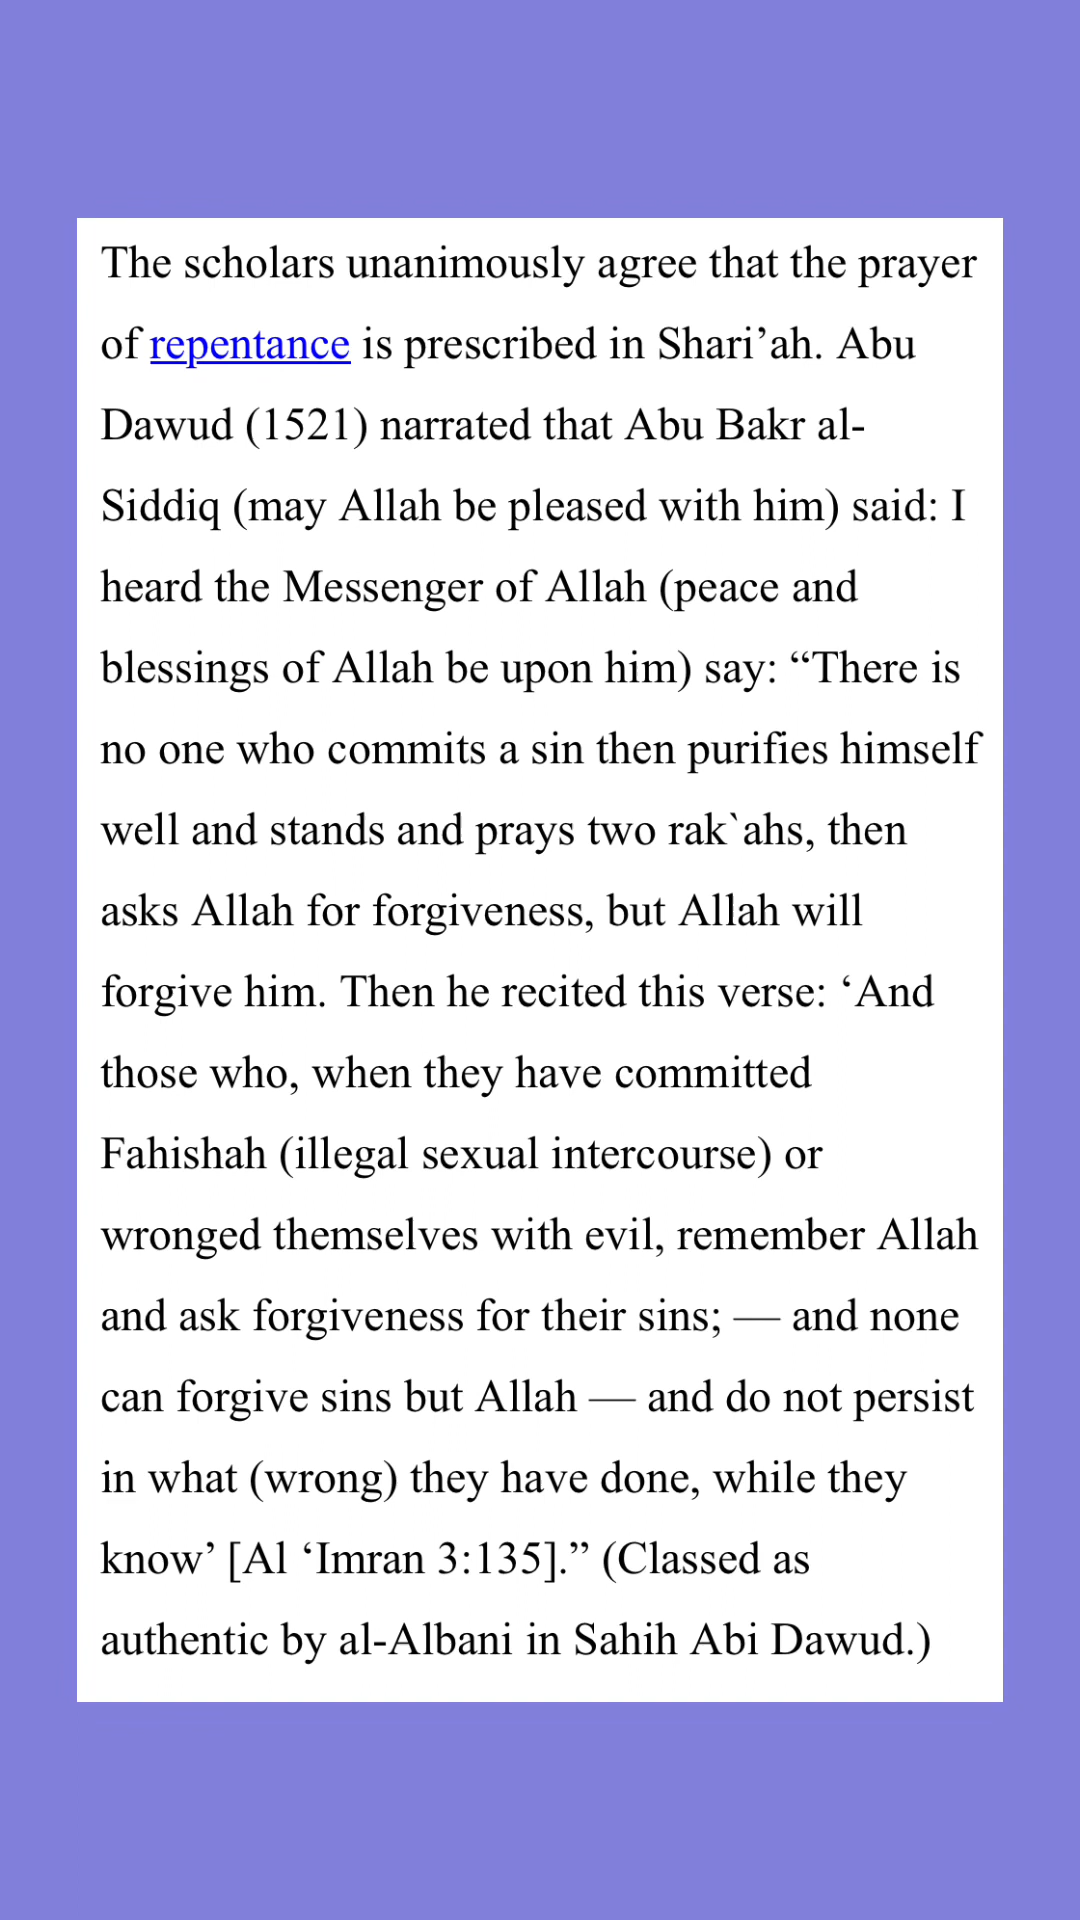 The scholars unanimously agree that the prayer
of repentance is prescribed in Shari’ah. Abu
Dawud (1521) narrated that Abu Bakr al-
Siddiq (may Allah be pleased with him) said: I
heard the Messenger of Allah (peace and
blessings of Allah be upon him) say: “There is
no one who commits a sin then purifies himself
well and stands and prays two rak`ahs, then
asks Allah for forgiveness, but Allah will
forgive him. Then he recited this verse: ‘And
those who, when they have committed
Fahishah (illegal sexual intercourse) or
wronged themselves with evil, remember Allah
and ask forgiveness for their sins; — and none
can forgive sins but Allah — and do not persist
in what (wrong) they have done, while they
know’ [Al ‘Imran 3:135].” (Classed as
authentic by al-Albani in Sahih Abi Dawud.)